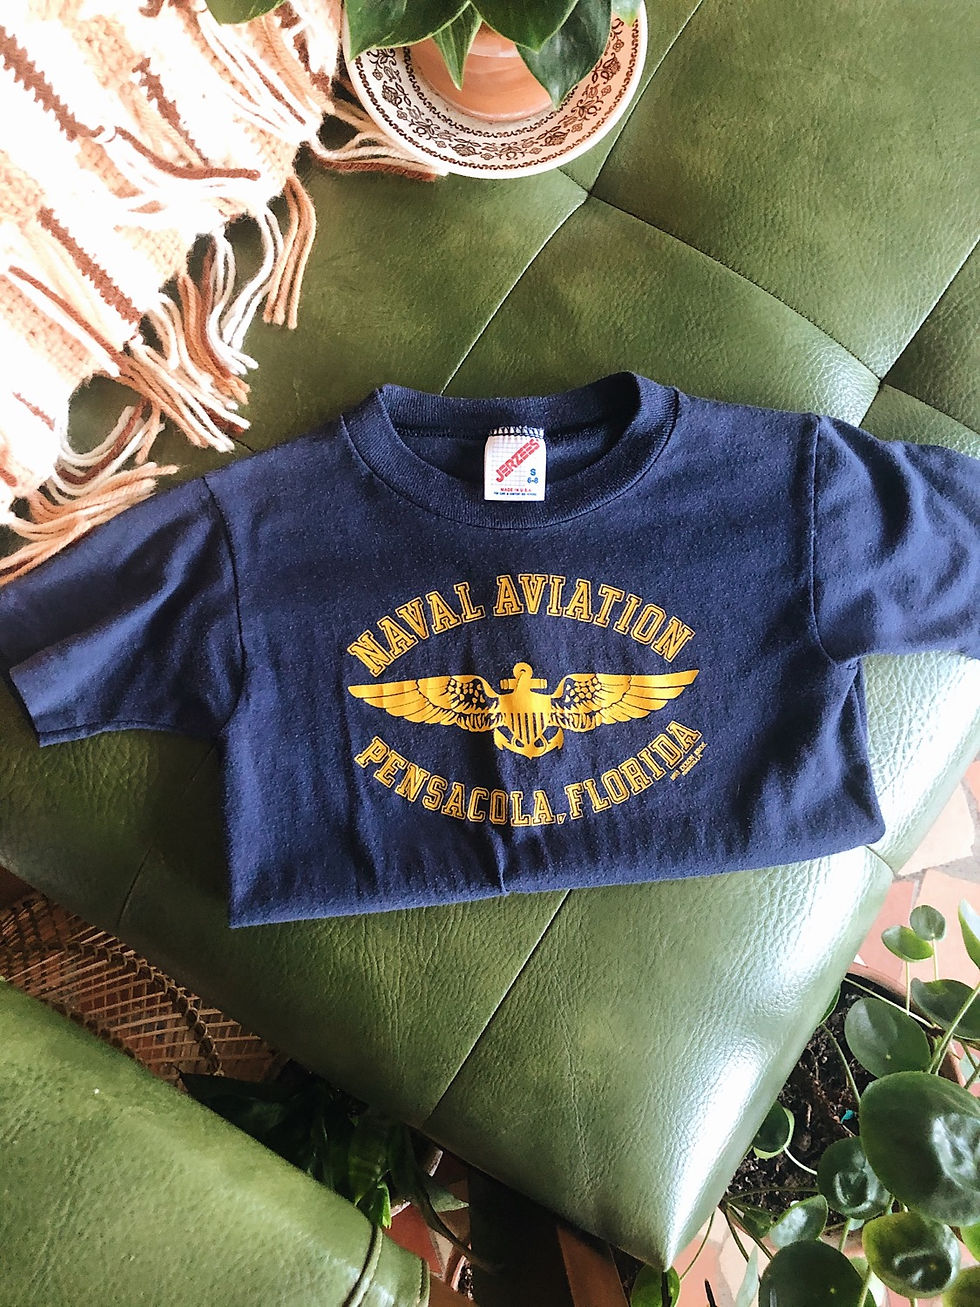 JERZEES
S
6-8
MADE IN U.S.A.
NAVAL AVIATION
PENSACOLA, FLORIDA